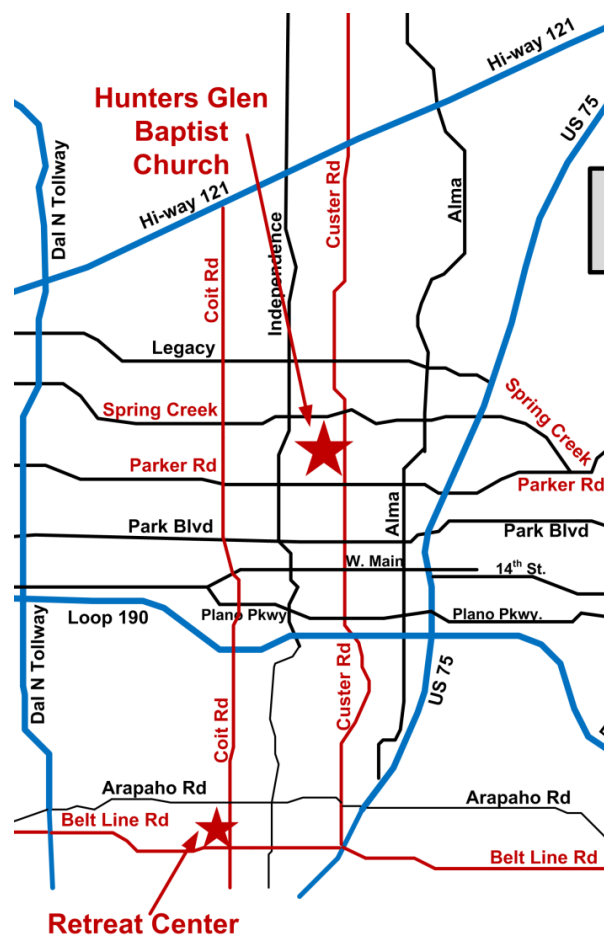 Hi-way 121
US 75
Hunters Glen
Baptist
Church
Dal N Tollway
Hi-way 121
Custer Rd
Alma
Coit Rd
Independence
Legacy
Spring Creek
Spring Creek
Parker Rd
Parker Rd
Alma
Park Blvd
Park Blvd
W. Main
14th St.
Loop 190
Plano Pkwy
Plano Pkwy.
Dal N Tollway
Coit Rd
Custer Rd
US 75
Arapaho Rd
Arapaho Rd
Belt Line Rd
Belt Line Rd
Retreat Center